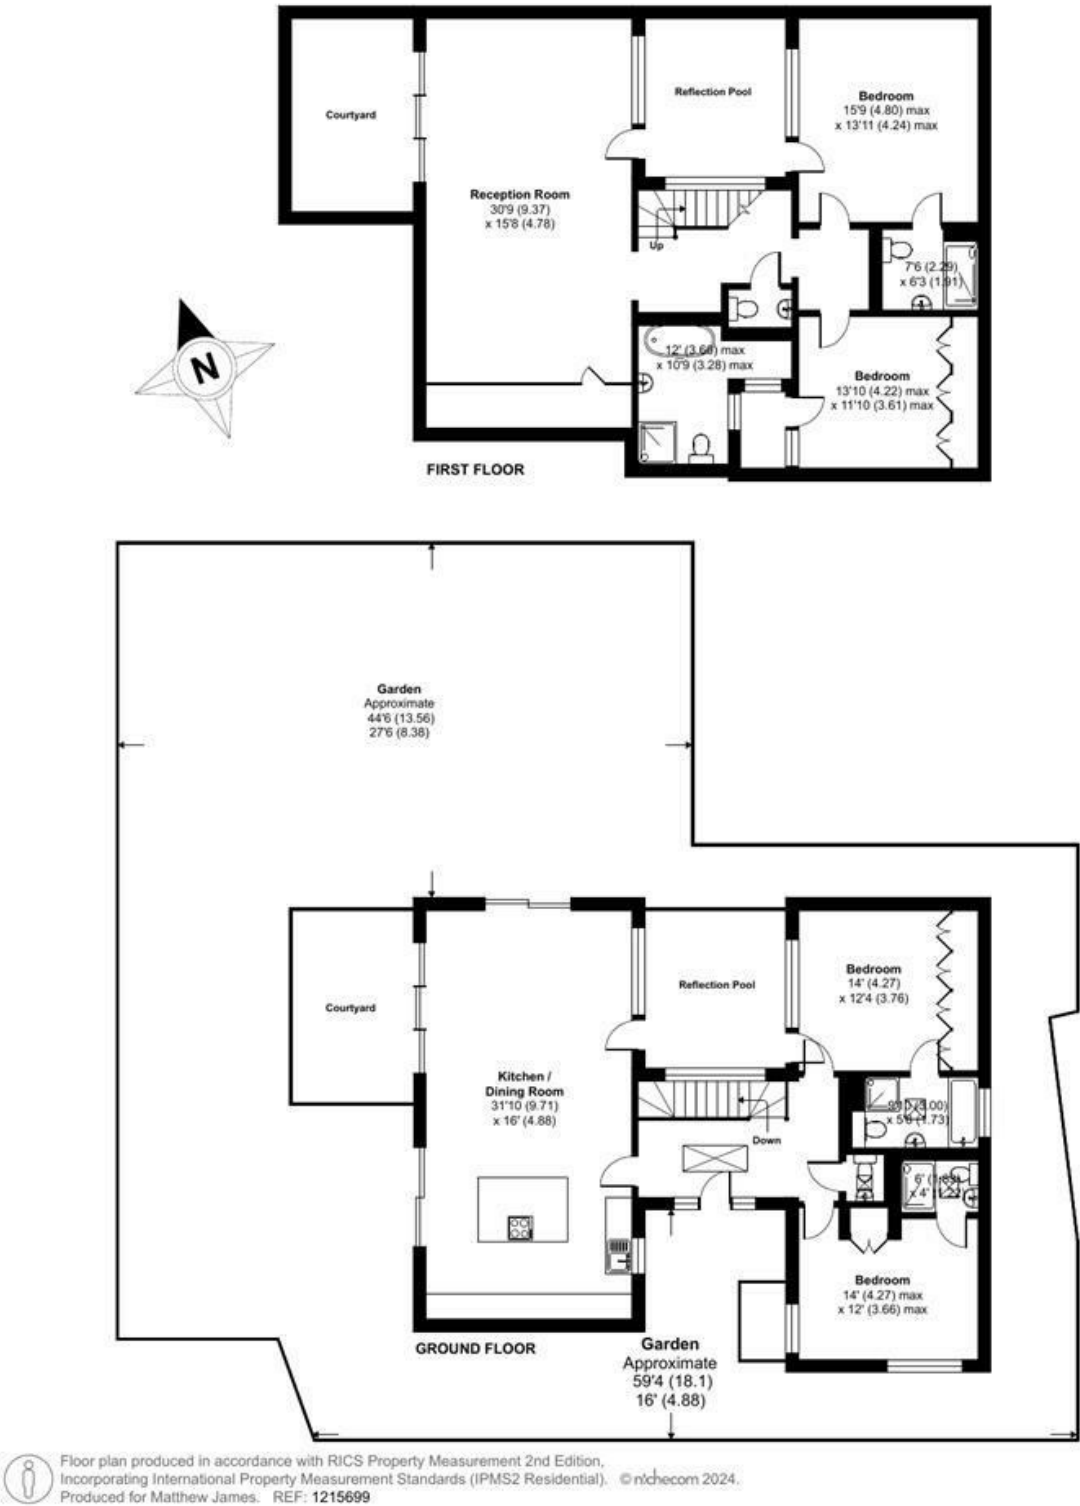 Courtyard
Reception Room
30'9 (9.37)
x 15'8 (4.78)
Reflection Pool
Bedroom
15'9 (4.80) max
x 13'11 (4.24) max
Up
7'6 (2.29)
x 6'3 (1.91)
12' (3.66) max
x 10'9 (3.28) max
Bedroom
13'10 (4.22) max
x 11'10 (3.61) max
N
FIRST FLOOR
Garden
Approximate
44'6 (13.56)
27'6 (8.38)
Courtyard
Kitchen /
Dining Room
31'10 (9.71)
x 16' (4.88)
Reflection Pool
Bedroom
14' (4.27)
x 12'4 (3.76)
Down
(3.00)
(1.73)
6'
x 4' (1.22)
Bedroom
14' (4.27) max
x 12' (3.66) max
GROUND FLOOR
Garden
Approximate
59'4 (18.1)
16' (4.88)
Floor plan produced in accordance with RICS Property Measurement 2nd Edition,
Incorporating International Property Measurement Standards (IPMS2 Residential). © nichecom 2024.
Produced for Matthew James. REF: 1215699